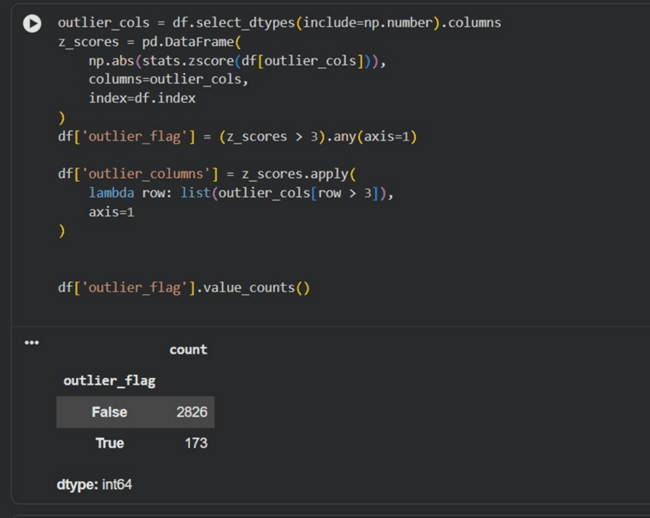 outlier_cols = df.select_dtypes(include=np.number).columns
z_scores = pd.DataFrame(
    np.abs(stats.zscore(df[outlier_cols])),
    columns=outlier_cols,
    index=df.index
)
df['outlier_flag'] = (z_scores > 3).any(axis=1)
df['outlier_columns'] = z_scores.apply(
    lambda row: list(outlier_cols[row > 3]),
    axis=1
)
df['outlier_flag'].value_counts()
count
outlier_flag
False 2826
True 173
dtype: int64